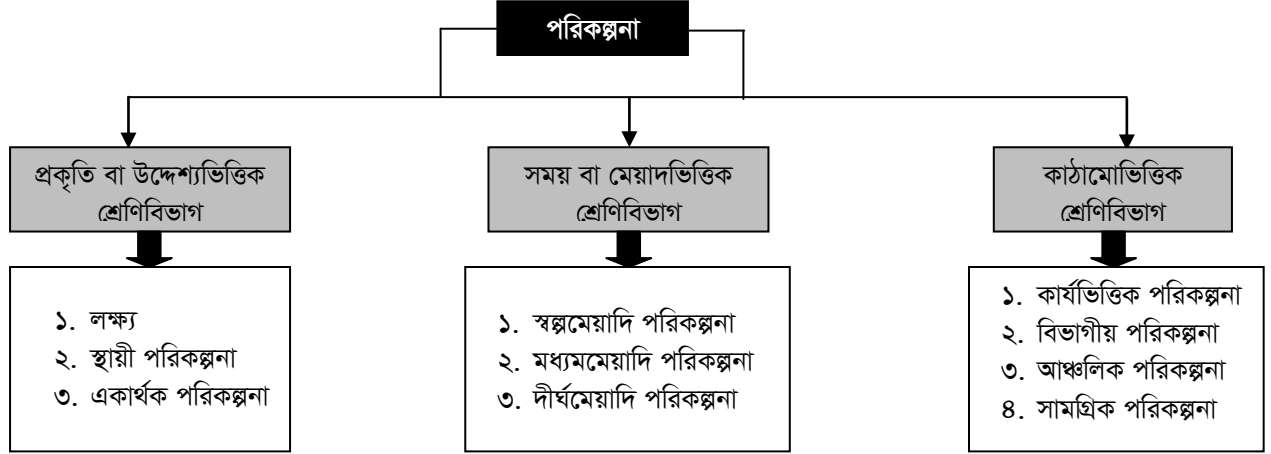 পরিকল্পনা
প্রকৃতি বা উদ্দেশ্যভিত্তিক
শ্রেণিবিভাগ
১. লক্ষ্য
২. স্থায়ী পরিকল্পনা
৩. একার্থক পরিকল্পনা
সময় বা মেয়াদভিত্তিক
শ্রেণিবিভাগ
১. স্বল্পমেয়াদি পরিকল্পনা
২. মধ্যমমেয়াদি পরিকল্পনা
৩. দীর্ঘমেয়াদি পরিকল্পনা
কাঠামোভিত্তিক
শ্রেণিবিভাগ
১. কার্যভিত্তিক পরিকল্পনা
২. বিভাগীয় পরিকল্পনা
৩. আঞ্চলিক পরিকল্পনা
৪. সামগ্রিক পরিকল্পনা